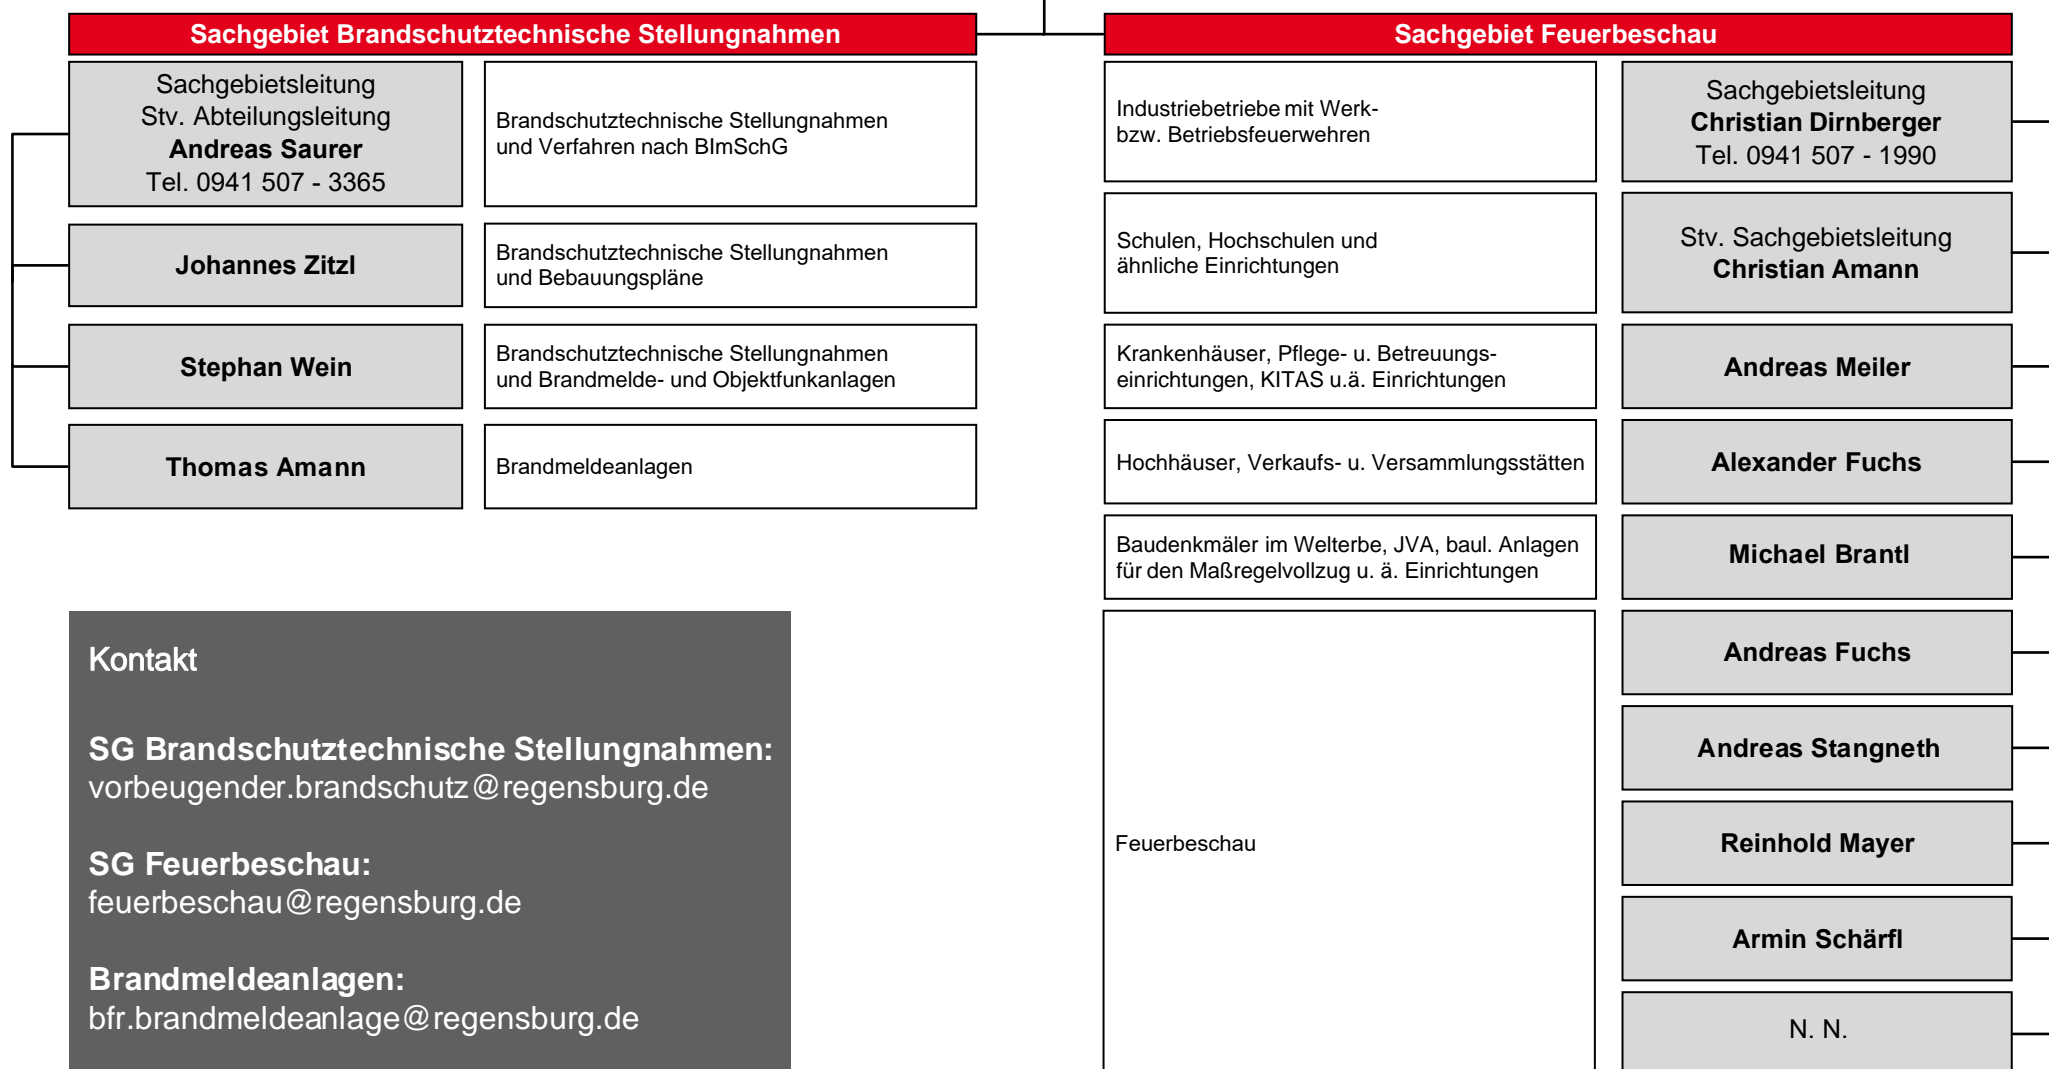 Sachgebiet Brandschutztechnische Stellungnahmen
Sachgebietsleitung
Stv. Abteilungsleitung
Andreas Saurer
Tel. 0941 507 - 3365
Brandschutztechnische Stellungnahmen
und Verfahren nach BImSchG
Johannes Zitzl
Brandschutztechnische Stellungnahmen
und Bebauungspläne
Stephan Wein
Brandschutztechnische Stellungnahmen
und Brandmelde- und Objektfunkanlagen
Thomas Amann
Brandmeldeanlagen
Sachgebiet Feuerbeschau
Industriebetriebe mit Werk-
bzw. Betriebsfeuerwehren
Sachgebietsleitung
Christian Dirnberger
Tel. 0941 507 - 1990
Schulen, Hochschulen und
ähnliche Einrichtungen
Stv. Sachgebietsleitung
Christian Amann
Krankenhäuser, Pflege- u. Betreuungs-
einrichtungen, KITAS u.ä. Einrichtungen
Andreas Meiler
Hochhäuser, Verkaufs- u. Versammlungsstätten
Alexander Fuchs
Baudenkmäler im Welterbe, JVA, baul. Anlagen
für den Maßregelvollzug u. ä. Einrichtungen
Michael Brantl
Feuerbeschau
Andreas Fuchs
Andreas Stangneth
Reinhold Mayer
Armin Schärfl
N. N.
Kontakt
SG Brandschutztechnische Stellungnahmen:
vorbeugender.brandschutz@regensburg.de
SG Feuerbeschau:
feuerbeschau@regensburg.de
Brandmeldeanlagen:
bfr.brandmeldeanlage@regensburg.de